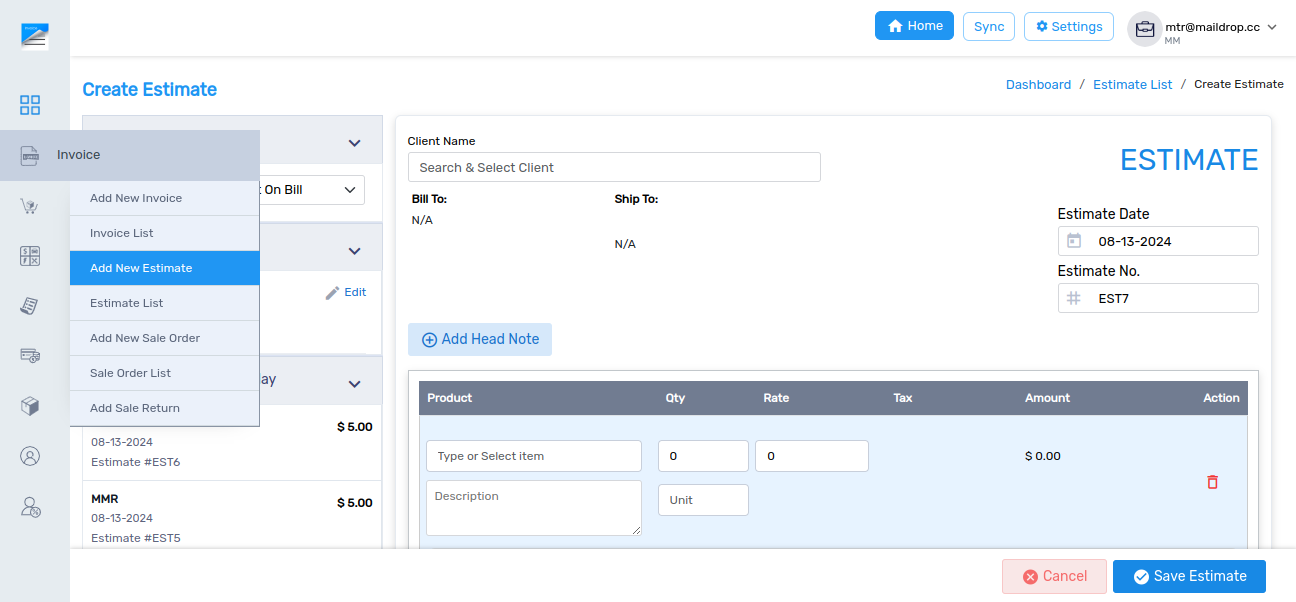 Home
Sync
Settings
mtr@maildrop.cc
MM
Create Estimate
Dashboard / Estimate List / Create Estimate
Invoice
Add New Invoice
Invoice List
Add New Estimate
Estimate List
Add New Sale Order
Sale Order List
Add Sale Return
On Bill
Edit
ay
$ 5.00
08-13-2024
Estimate #EST6
MMR
$ 5.00
08-13-2024
Estimate #EST5
Client Name
Search & Select Client
ESTIMATE
Bill To:
Ship To:
N/A
N/A
Estimate Date
08-13-2024
Estimate No.
EST7
Add Head Note
Product Qty Rate Tax Amount Action
Type or Select item
0
0
$ 0.00
Description
Unit
Cancel
Save Estimate